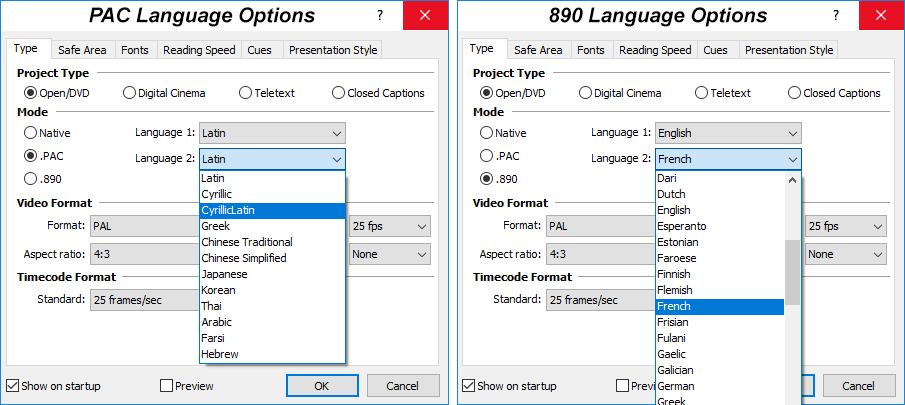 PAC Language Options ?
Type Safe Area Fonts Reading Speed Cues Presentation Style
Project Type
Open/DVD Digital Cinema Teletext Closed Captions
Mode
Native Language 1: Latin
.PAC Language 2: Latin
.890
Latin
Cyrillic
CyrillicLatin
Greek
Chinese Traditional
Chinese Simplified
Japanese
Korean
Thai
Arabic
Farsi
Hebrew
Video Format
Format: PAL 25 fps
Aspect ratio: 4:3 None
Timecode Format
Standard: 25 frames/sec
Show on startup Preview OK Cancel
890 Language Options ?
Type Safe Area Fonts Reading Speed Cues Presentation Style
Project Type
Open/DVD Digital Cinema Teletext Closed Captions
Mode
Native Language 1: English
.PAC Language 2: French
.890
Dari
Dutch
English
Esperanto
Estonian
Faroese
Finnish
Flemish
French
Frisian
Fulani
Gaelic
Galician
German
Greek
Video Format
Format: PAL 25 fps
Aspect ratio: 4:3 None
Timecode Format
Standard: 25 frames/sec
Show on startup Previ Cancel